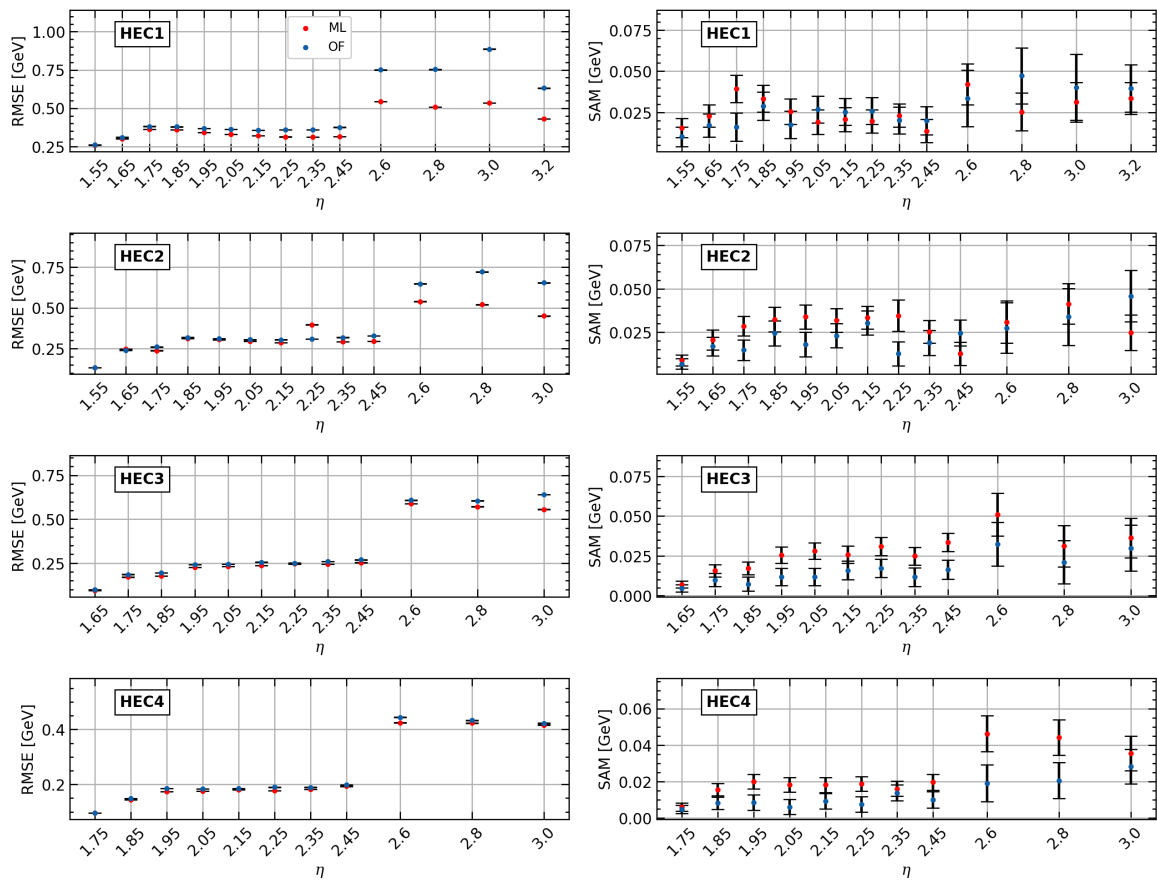 HEC1
ML
OF
RMSE [GeV]
1.00
0.75
0.50
0.25
1.55 1.65 1.75 1.85 1.95 2.05 2.15 2.25 2.35 2.45 2.6 2.8 3.0 3.2
η
HEC1
SAM [GeV]
0.075
0.050
0.025
1.55 1.65 1.75 1.85 1.95 2.05 2.15 2.25 2.35 2.45 2.6 2.8 3.0 3.2
η
HEC2
RMSE [GeV]
0.75
0.50
0.25
1.55 1.65 1.75 1.85 1.95 2.05 2.15 2.25 2.35 2.45 2.6 2.8 3.0
η
HEC2
SAM [GeV]
0.075
0.050
0.025
1.55 1.65 1.75 1.85 1.95 2.05 2.15 2.25 2.35 2.45 2.6 2.8 3.0
η
HEC3
RMSE [GeV]
0.75
0.50
0.25
1.65 1.75 1.85 1.95 2.05 2.15 2.25 2.35 2.45 2.6 2.8 3.0
η
HEC3
SAM [GeV]
0.075
0.050
0.025
0.000
1.65 1.75 1.85 1.95 2.05 2.15 2.25 2.35 2.45 2.6 2.8 3.0
η
HEC4
RMSE [GeV]
0.4
0.2
1.75 1.85 1.95 2.05 2.15 2.25 2.35 2.45 2.6 2.8 3.0
η
HEC4
SAM [GeV]
0.06
0.04
0.02
0.00
1.75 1.85 1.95 2.05 2.15 2.25 2.35 2.45 2.6 2.8 3.0
η